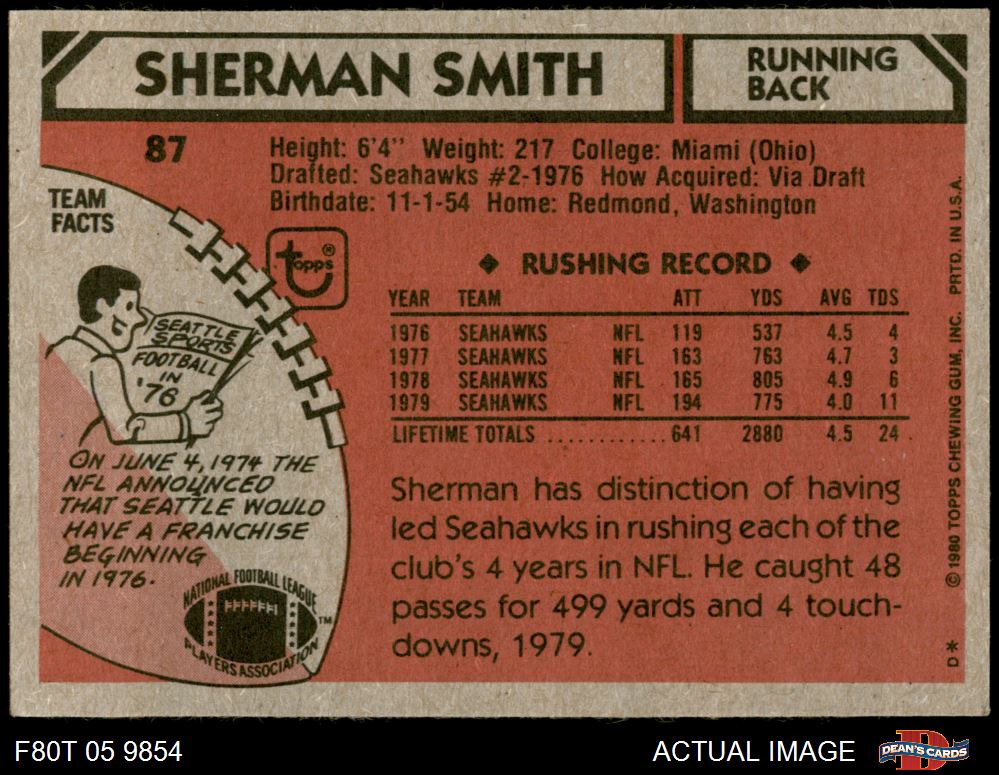 SHERMAN SMITH
RUNNING
BACK
87
Height: 6'4" Weight: 217 College: Miami (Ohio)
Drafted: Seahawks #2-1976 How Acquired: Via Draft
Birthdate: 11-1-54 Home: Redmond, Washington
TEAM
FACTS
topps®
SEATTLE
SPORTS
FOOTBALL
IN
'76
ON JUNE 4, 1974 THE
NFL ANNOUNCED
THAT SEATTLE WOULD
HAVE A FRANCHISE
BEGINNING
IN 1976.
NATIONAL FOOTBALL LEAGUE
PLAYERS ASSOCIATION
TM
◆ RUSHING RECORD ◆
YEAR TEAM ATT YDS AVG TDS
1976 SEAHAWKS NFL 119 537 4.5 4
1977 SEAHAWKS NFL 163 763 4.7 3
1978 SEAHAWKS NFL 165 805 4.9 6
1979 SEAHAWKS NFL 194 775 4.0 11
LIFETIME TOTALS ............ 641 2880 4.5 24
Sherman has distinction of having
led Seahawks in rushing each of the
club's 4 years in NFL. He caught 48
passes for 499 yards and 4 touch-
downs, 1979.
D* © 1980 TOPPS CHEWING GUM, INC. PRTD. IN U.S.A.
F80T 05 9854
ACTUAL IMAGE
D
DEAN'S CARDS